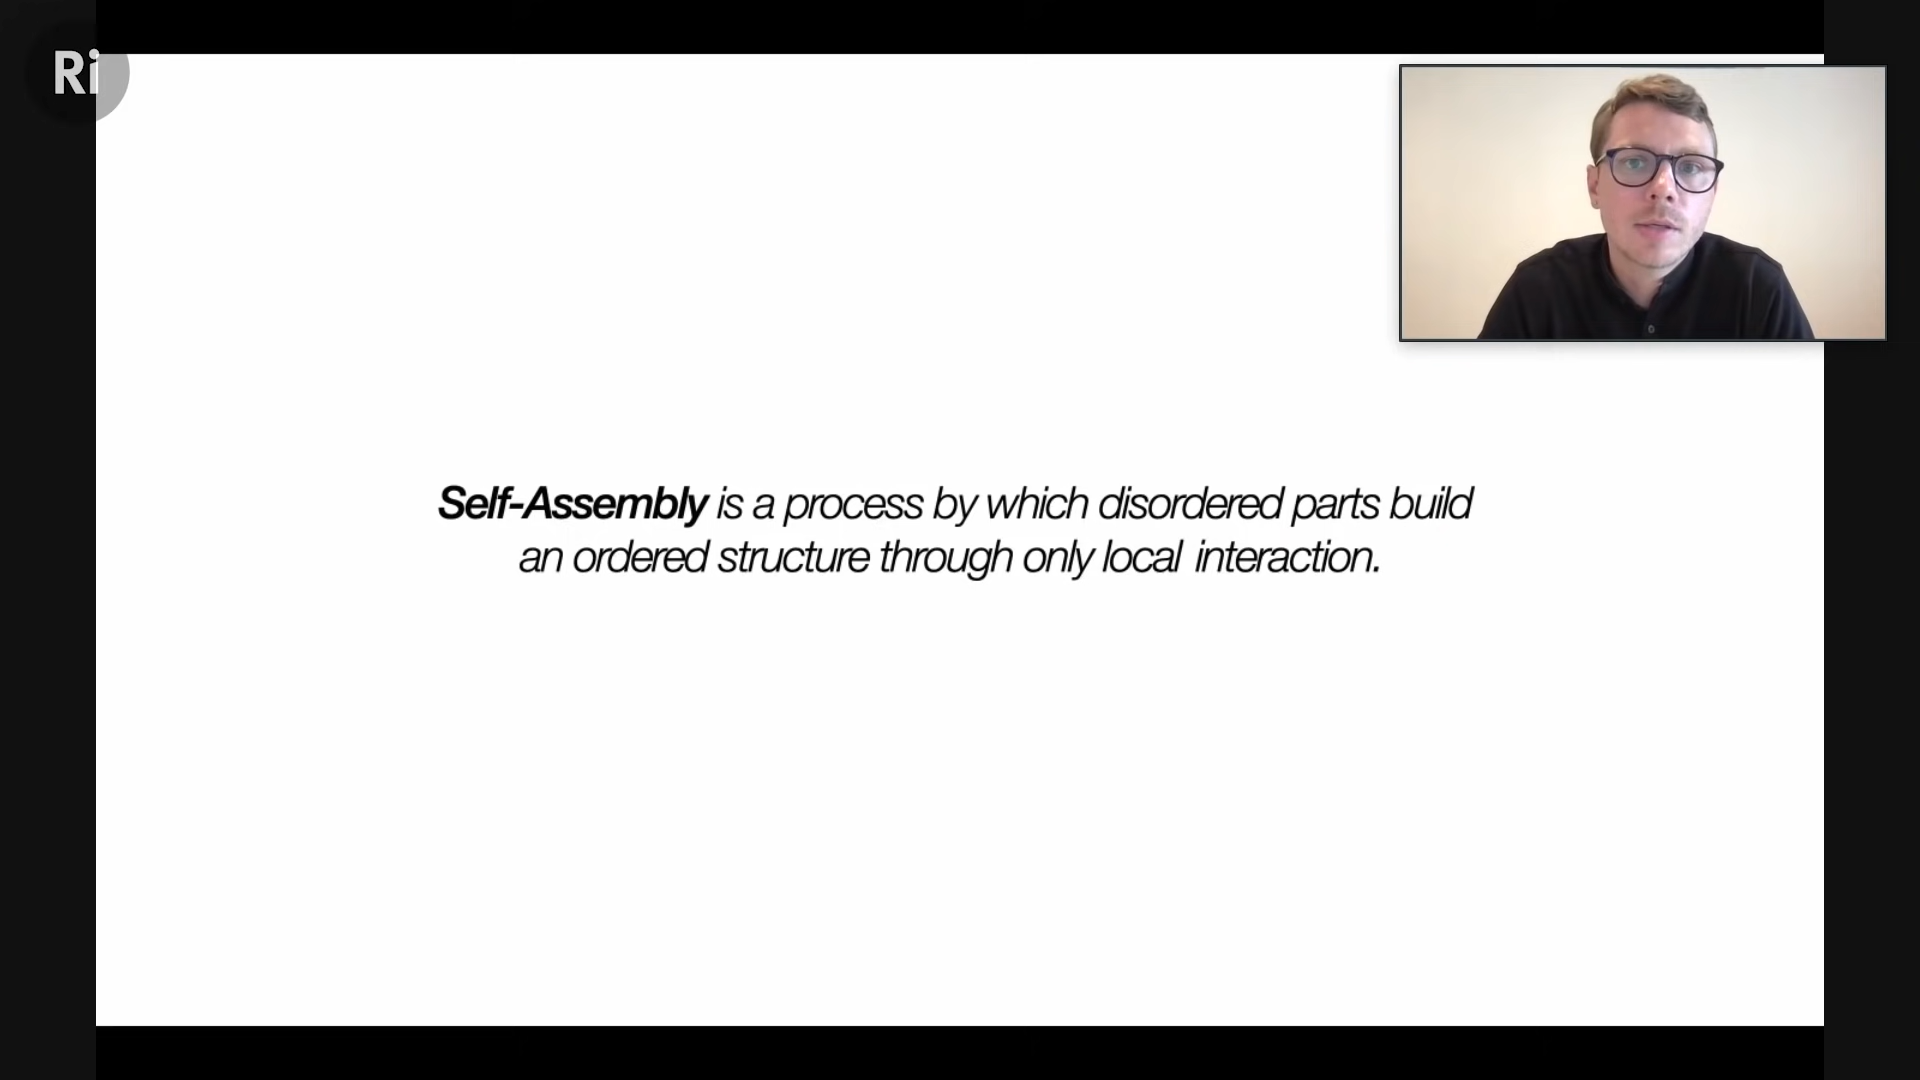 Ri
Self-Assembly is a process by which disordered parts build
an ordered structure through only local interaction.